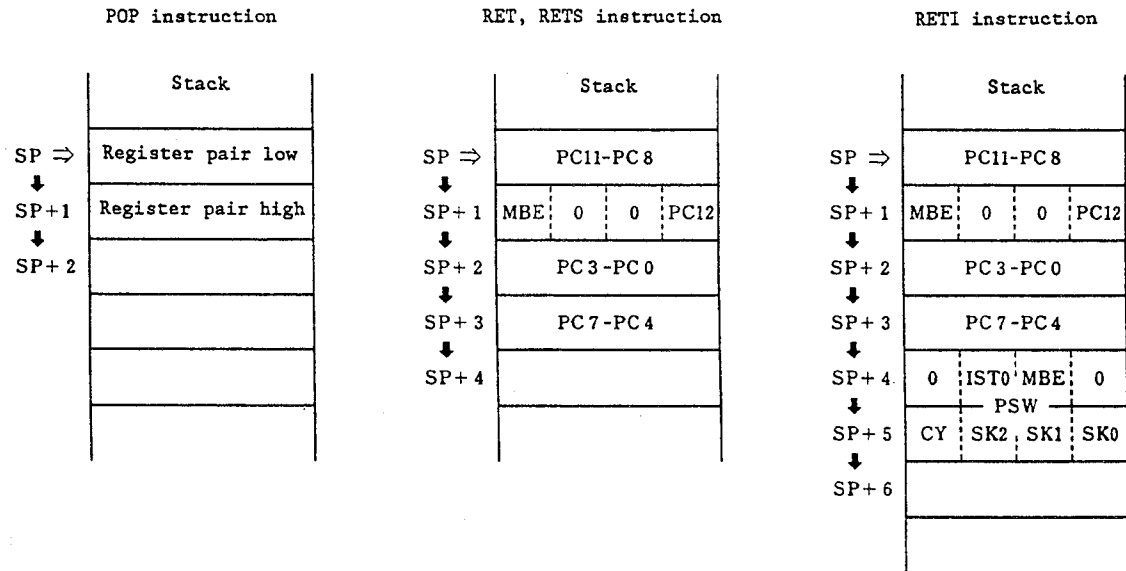 POP instruction
Stack
SP ⇒ Register pair low
SP+1 Register pair high
SP+2
RET, RETS instruction
Stack
SP ⇒ PC11-PC8
SP+1 MBE 0 0 PC12
SP+2 PC3-PC0
SP+3 PC7-PC4
SP+4
RETI instruction
Stack
SP ⇒ PC11-PC8
SP+1 MBE 0 0 PC12
SP+2 PC3-PC0
SP+3 PC7-PC4
SP+4 0 IST0 MBE 0
PSW
SP+5 CY SK2 SK1 SK0
SP+6